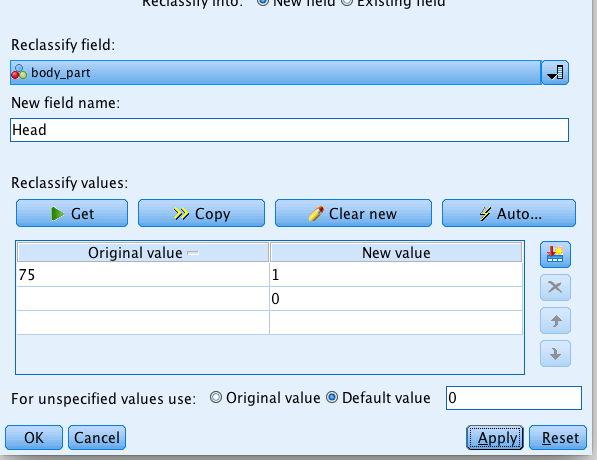 Reclassify into: New field Existing field
Reclassify field:
body_part
New field name:
Head
Reclassify values:
Get Copy Clear new Auto...
Original value New value
75 1
0
For unspecified values use: Original value Default value 0
OK Cancel Apply Reset